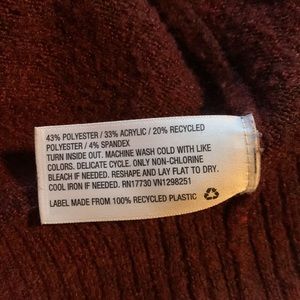 43% POLYESTER / 33% ACRYLIC / 20% RECYCLED
POLYESTER / 4% SPANDEX
TURN INSIDE OUT. MACHINE WASH COLD WITH LIKE
COLORS. DELICATE CYCLE. ONLY NON-CHLORINE
BLEACH IF NEEDED. RESHAPE AND LAY FLAT TO DRY.
COOL IRON IF NEEDED. RN17730 VN1298251
LABEL MADE FROM 100% RECYCLED PLASTIC